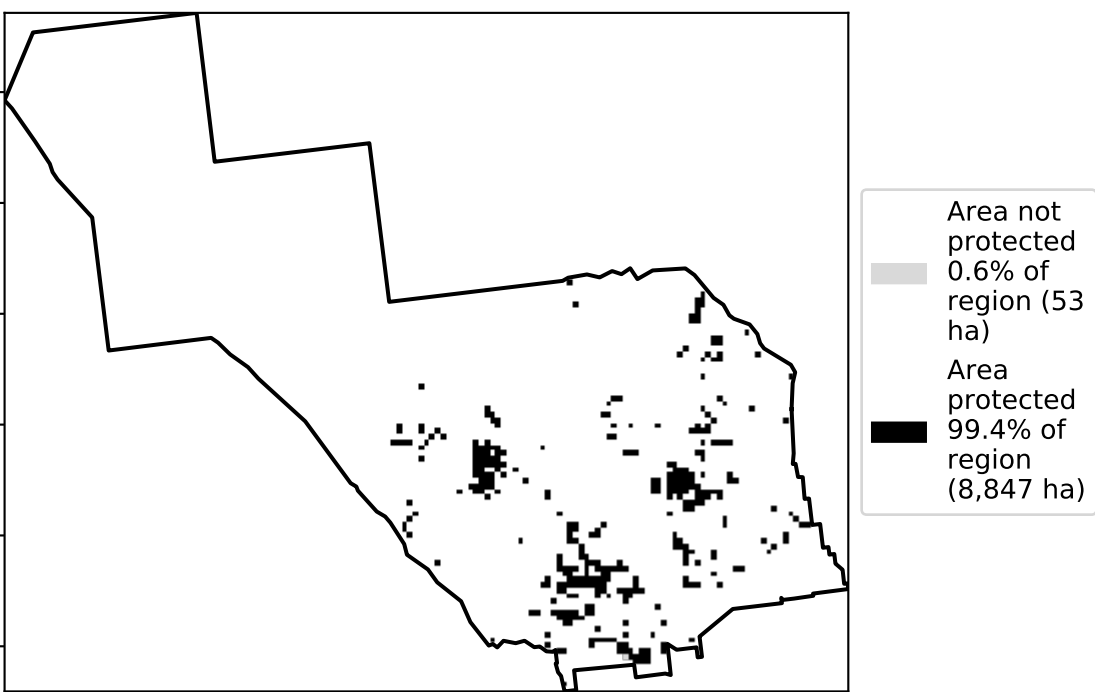 Area not
protected
0.6% of
region (53
ha)
Area
protected
99.4% of
region
(8,847 ha)